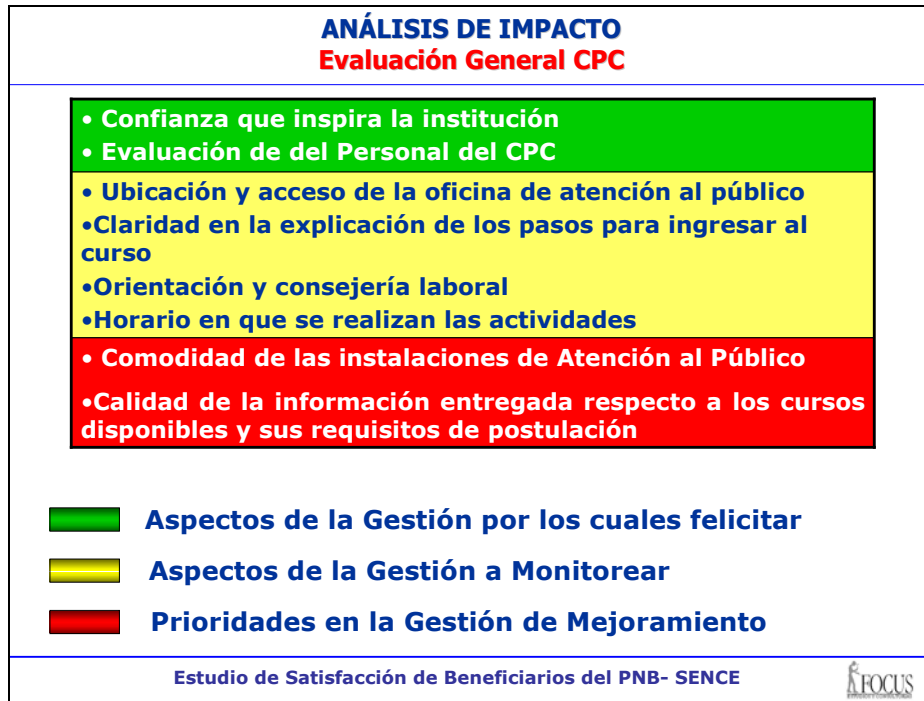 ANÁLISIS DE IMPACTO
Evaluación General CPC
• Confianza que inspira la institución
• Evaluación de del Personal del CPC
• Ubicación y acceso de la oficina de atención al público
•Claridad en la explicación de los pasos para ingresar al
curso
•Orientación y consejería laboral
•Horario en que se realizan las actividades
• Comodidad de las instalaciones de Atención al Público
•Calidad de la información entregada respecto a los cursos
disponibles y sus requisitos de postulación
Aspectos de la Gestión por los cuales felicitar
Aspectos de la Gestión a Monitorear
Prioridades en la Gestión de Mejoramiento
Estudio de Satisfacción de Beneficiarios del PNB- SENCE
FOCUS